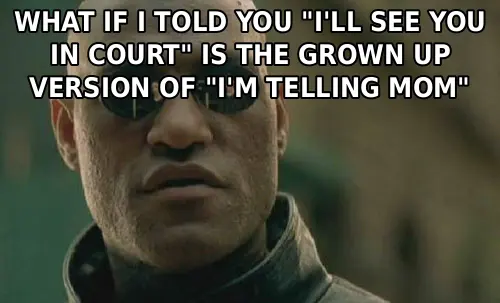 WHAT IF I TOLD YOU "I'LL SEE YOU
IN COURT" IS THE GROWN UP
VERSION OF "I'M TELLING MOM"